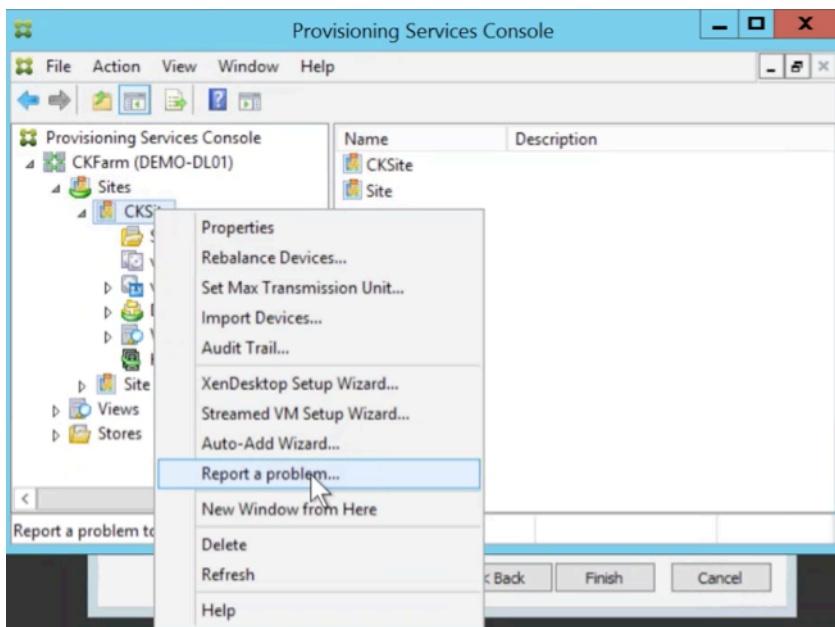 Provisioning Services Console
File Action View Window Help
Provisioning Services Console
CKFarm (DEMO-DL01)
Sites
CKSi
Site
Views
Stores
Name Description
CKSite
Site
Properties
Rebalance Devices...
Set Max Transmission Unit...
Import Devices...
Audit Trail...
XenDesktop Setup Wizard...
Streamed VM Setup Wizard...
Auto-Add Wizard...
Report a problem...
New Window from Here
Delete
Refresh
Help
Report a problem to
< Back Finish Cancel